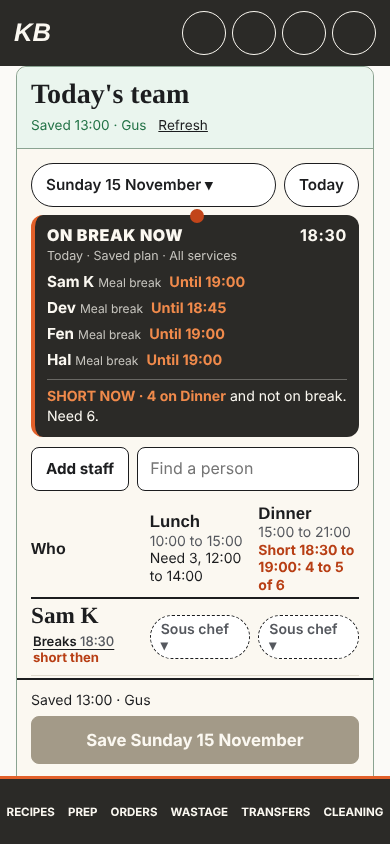 KB
Today's team
Saved 13:00 · Gus Refresh
Sunday 15 November ▾ Today
ON BREAK NOW 18:30
Today · Saved plan · All services
Sam K Meal break Until 19:00
Dev Meal break Until 18:45
Fen Meal break Until 19:00
Hal Meal break Until 19:00
SHORT NOW · 4 on Dinner and not on break.
Need 6.
Add staff Find a person
Who
Lunch
10:00 to 15:00
Need 3, 12:00
to 14:00
Dinner
15:00 to 21:00
Short 18:30 to
19:00: 4 to 5
of 6
Sam K
Breaks 18:30
short then
Sous chef ▾
Sous chef ▾
Saved 13:00 · Gus
Save Sunday 15 November
RECIPES PREP ORDERS WASTAGE TRANSFERS CLEANING